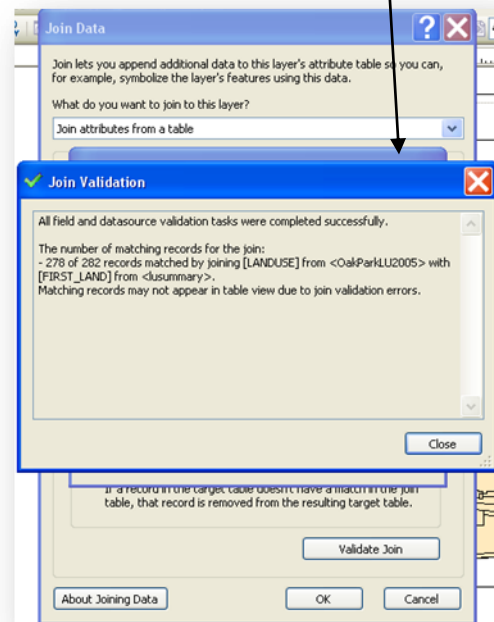 Join Data
Join lets you append additional data to this layer's attribute table so you can,
for example, symbolize the layer's features using this data.
What do you want to join to this layer?
Join attributes from a table
Join Validation
All field and datasource validation tasks were completed successfully.
The number of matching records for the join:
- 278 of 282 records matched by joining [LANDUSE] from <OakParkLU2005> with
[FIRST_LAND] from <lusummary>.
Matching records may not appear in table view due to join validation errors.
Close
If a record in the target table doesn't have a match in the join
table, that record is removed from the resulting target table.
Validate Join
About Joining Data
OK
Cancel